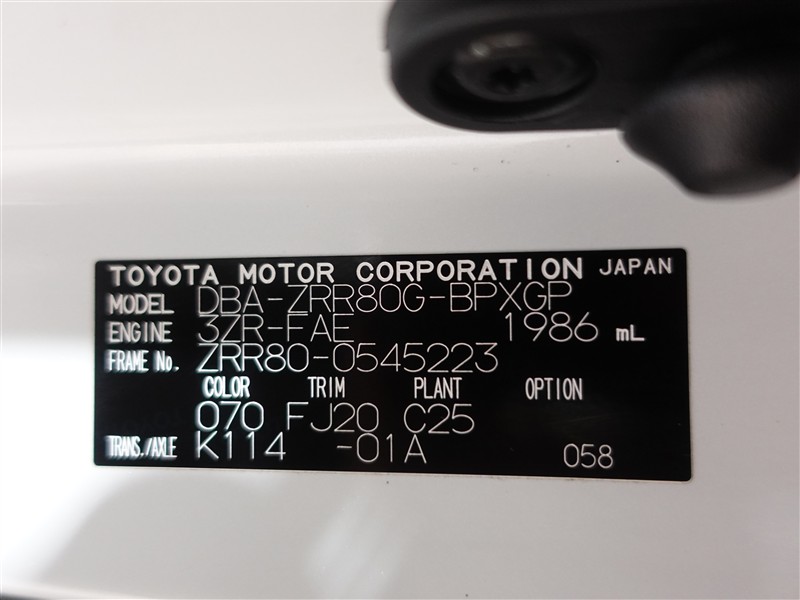 TOYOTA MOTOR CORPORATION JAPAN
MODEL DBA-ZRR80G-BPXGP
ENGINE 3ZR-FAE 1986 mL
FRAME No. ZRR80-0545223
COLOR TRIM PLANT OPTION
070 FJ20 C25
TRANS./AXLE K114 -01A 058